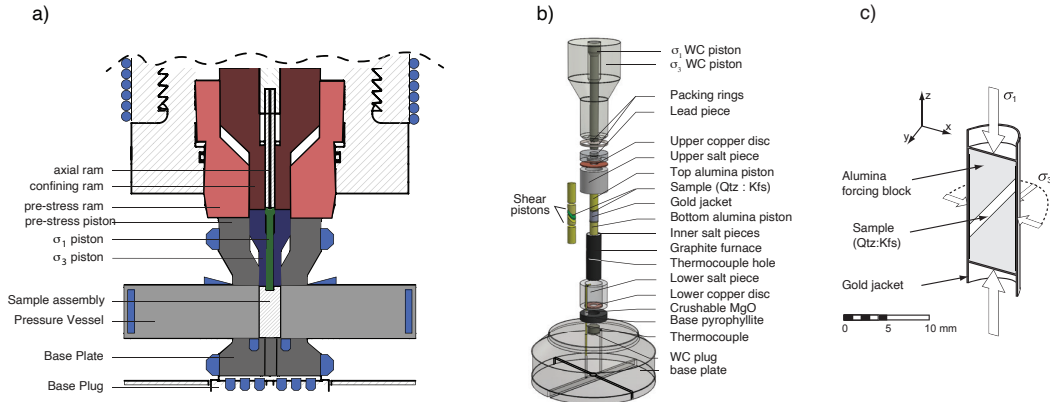 a)
axial ram
confining ram
pre-stress ram
pre-stress piston
σ1 piston
σ3 piston
Sample assembly
Pressure Vessel
Base Plate
Base Plug
b)
σ1 WC piston
σ3 WC piston
Packing rings
Lead piece
Upper copper disc
Upper salt piece
Top alumina piston
Sample (Qtz : Kfs)
Gold jacket
Bottom alumina piston
Inner salt pieces
Graphite furnace
Thermocouple hole
Lower salt piece
Lower copper disc
Crushable MgO
Base pyrophyllite
Thermocouple
WC plug
base plate
Shear
pistons
c)
z
x
y
σ1
σ3
Alumina
forcing block
Sample
(Qtz:Kfs)
Gold jacket
0 5 10 mm